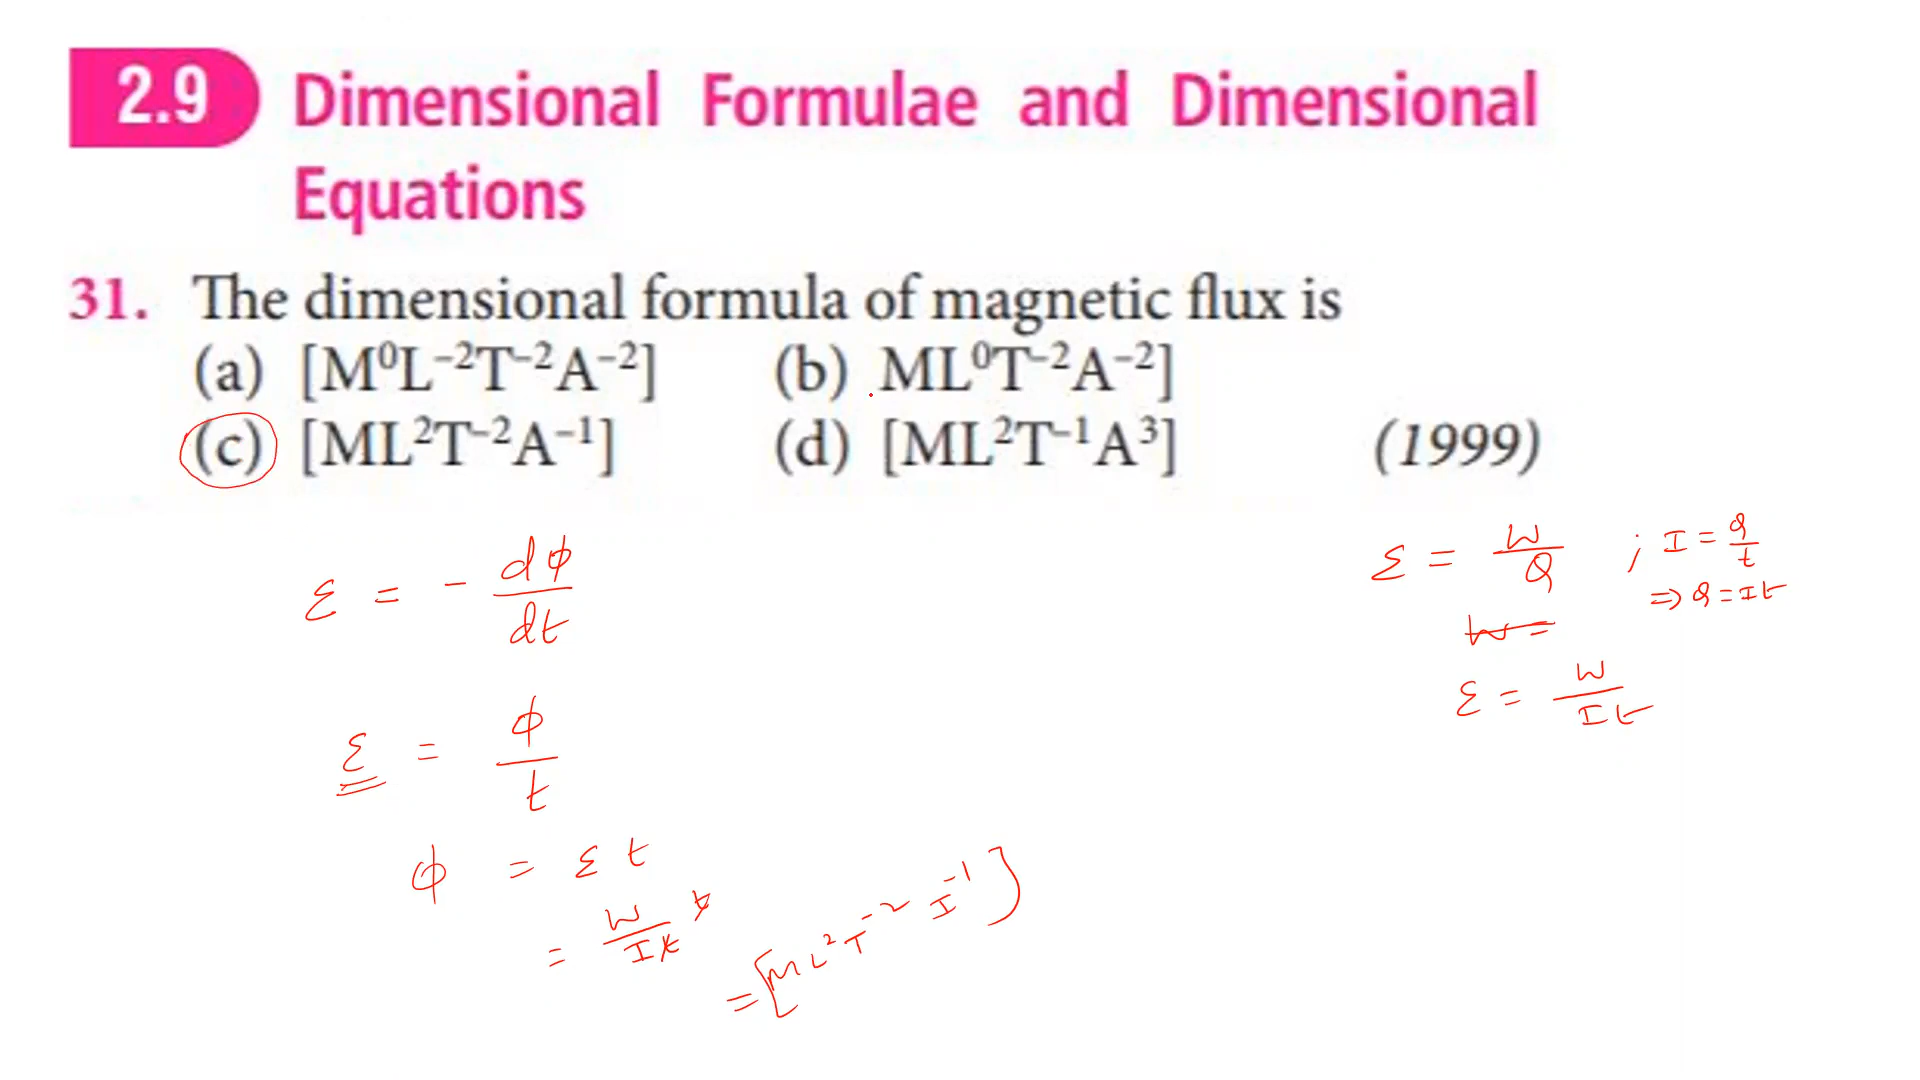 2.9 Dimensional Formulae and Dimensional
Equations
31. The dimensional formula of magnetic flux is
(a) [M⁰L⁻²T⁻²A⁻²] (b) ML⁰T⁻²A⁻²]
(c) [ML²T⁻²A⁻¹] (d) [ML²T⁻¹A³] (1999)
ε = - dϕ/dt
ε = ϕ/t
ϕ = ε t
= W/It t
= [ML²T⁻²I⁻¹]
ε = W/Q ; I = Q/t
⇒ Q = It
W =
ε = W/It